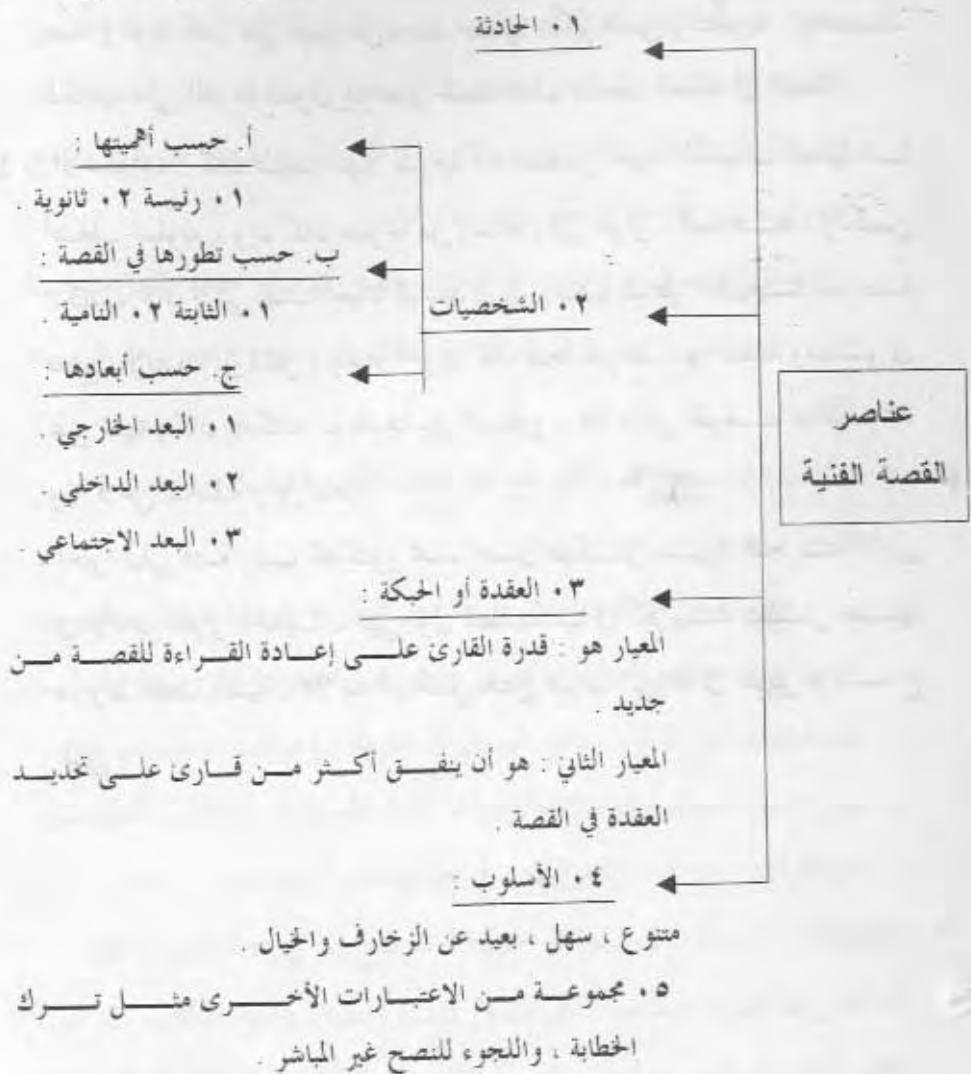 ٠١ الحادثة
أ. حسب أهميتها :
٠١ رئيسة ٠٢ ثانوية .
ب. حسب تطورها في القصة :
٠٢ الشخصيات
٠١ الثابتة ٠٢ النامية .
ج. حسب أبعادها :
عناصر
القصة الفنية
٠١ البعد الخارجي .
٠٢ البعد الداخلي .
٠٣ البعد الاجتماعي .
٠٣ العقدة أو الحبكة :
المعيار هو : قدرة القارئ على إعادة القراءة للقصة من
جديد .
المعيار الثاني : هو أن ينفق أكثر من قارئ على تحديد
العقدة في القصة .
٠٤ الأسلوب :
متنوع ، سهل ، بعيد عن الزخارف والخيال .
٠٥ مجموعة من الاعتبارات الأخرى مثل ترك
الخطابة ، واللجوء للنصح غير المباشر .